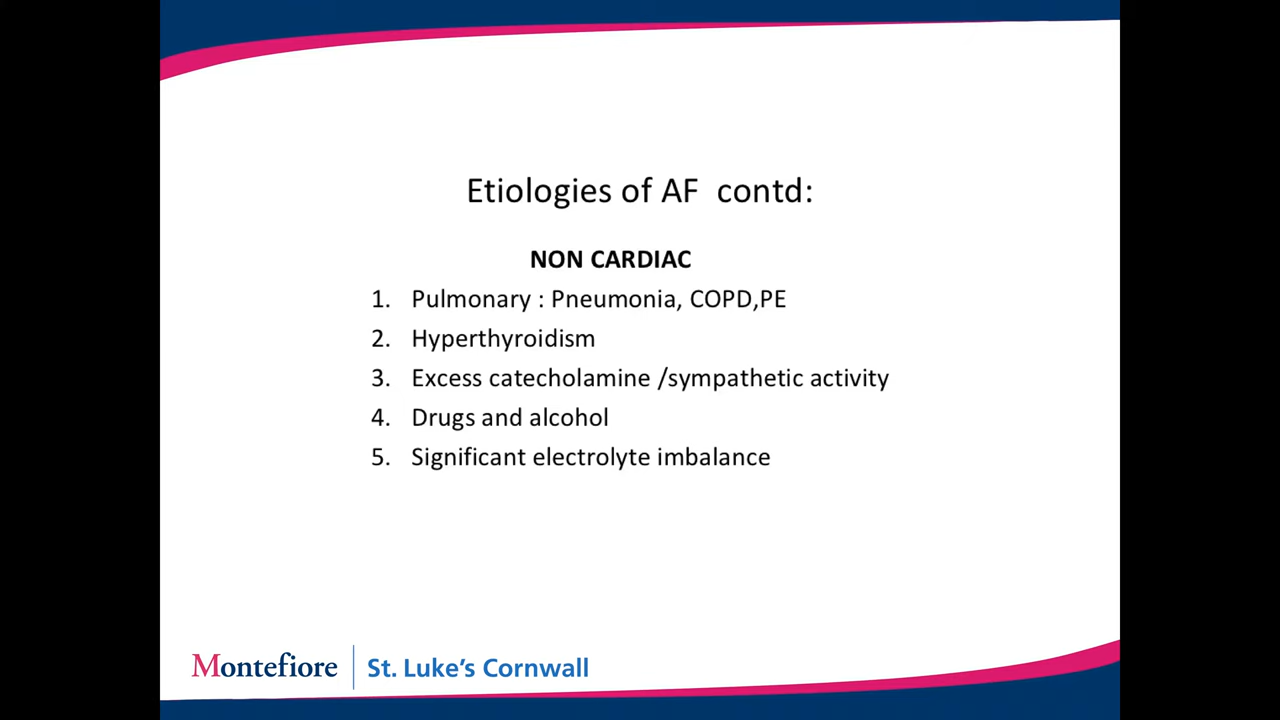 Etiologies of AF contd:
NON CARDIAC
1. Pulmonary : Pneumonia, COPD,PE
2. Hyperthyroidism
3. Excess catecholamine /sympathetic activity
4. Drugs and alcohol
5. Significant electrolyte imbalance
Montefiore | St. Luke's Cornwall